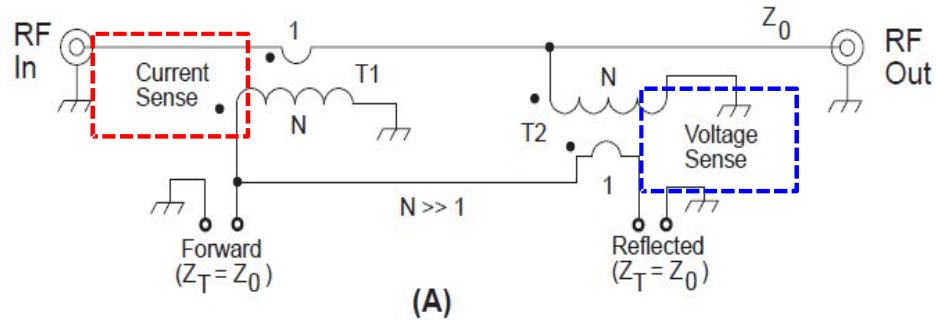 RF
In
1
Z0
RF
Out
Current
Sense
T1
N
N
T2
Voltage
Sense
1
N >> 1
Forward
(ZT = Z0)
Reflected
(ZT = Z0)
(A)